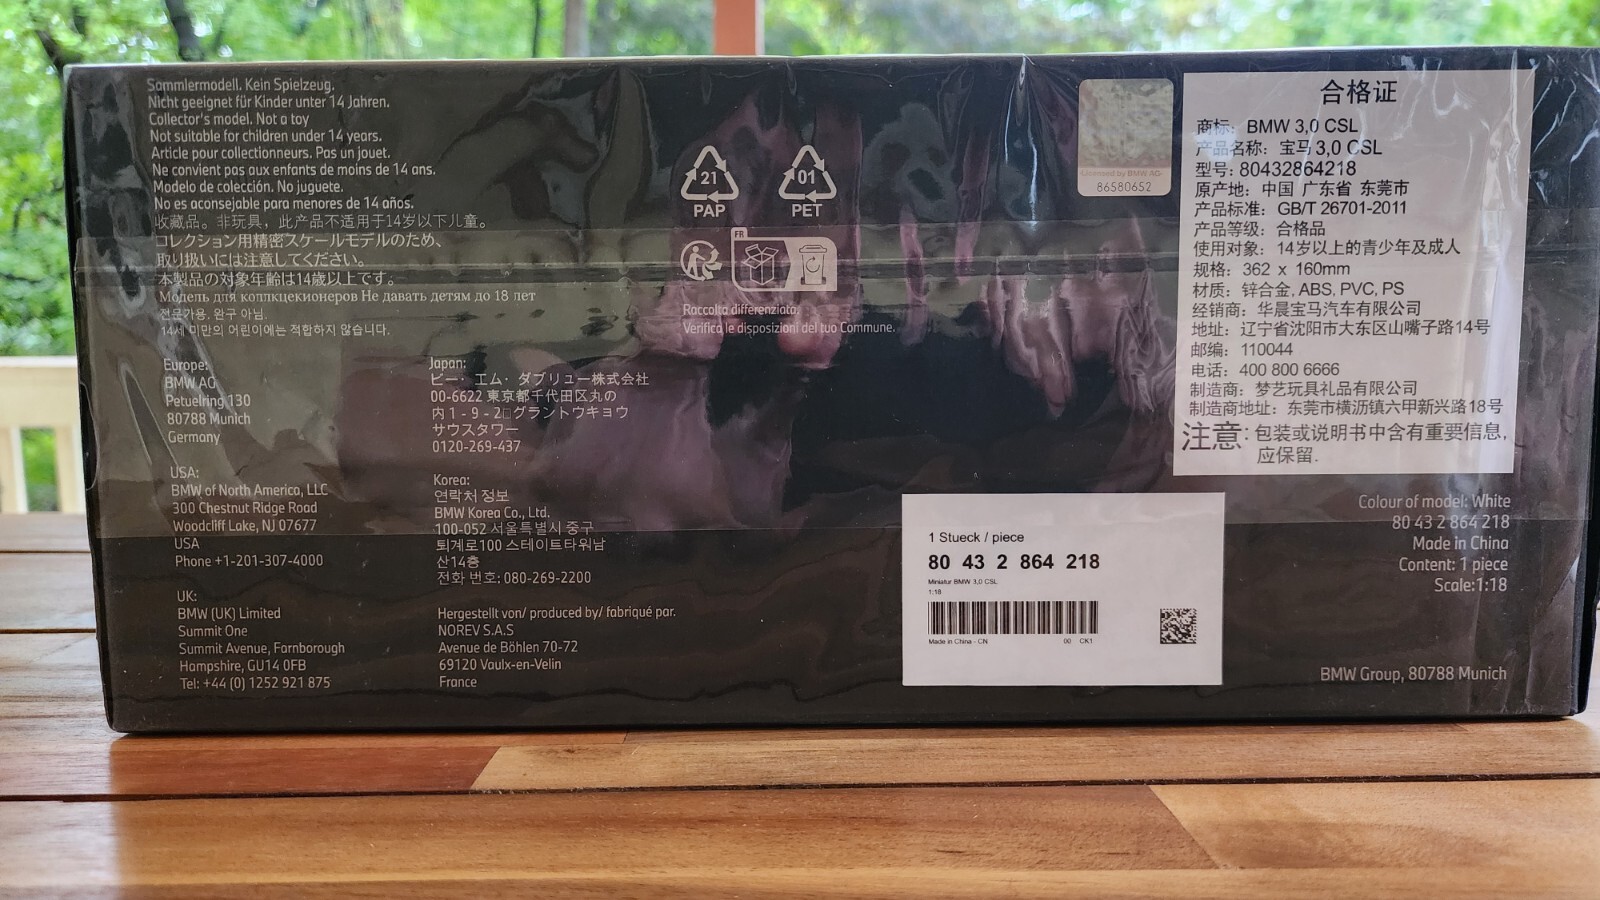 Sammlermodell. Kein Spielzeug.
Nicht geeignet für Kinder unter 14 Jahren.
Collector's model. Not a toy
Not suitable for children under 14 years.
Article pour collectionneurs. Pas un jouet.
Ne convient pas aux enfants de moins de 14 ans.
Modelo de colección. No juguete.
No es aconsejable para menores de 14 años.
收藏品。非玩具，此产品不适用于14岁以下儿童。
コレクション用精密スケールモデルのため、
取り扱いには注意してください。
本製品の対象年齢は14歳以上です。
Модель для коллкцекионеров Не давать детям до 18 лет
전문가용. 완구 아님.
14세 미만의 어린이에는 적합하지 않습니다.
Europe:
BMW AG
Petuelring 130
80788 Munich
Germany
USA:
BMW of North America, LLC
300 Chestnut Ridge Road
Woodcliff Lake, NJ 07677
USA
Phone +1-201-307-4000
UK:
BMW (UK) Limited
Summit One
Summit Avenue, Farnborough
Hampshire, GU14 0FB
Tel: +44 (0) 1252 921 875
Japan:
ビー・エム・ダブリュー株式会社
00-6622 東京都千代田区丸の
内 1 - 9 - 2□グラントウキョウ
サウスタワー
0120-269-437
Korea:
연락처 정보
BMW Korea Co., Ltd.
100-052 서울특별시 중구
퇴계로100 스테이트타워남
산14층
전화 번호: 080-269-2200
Hergestellt von/ produced by/ fabriqué par.
NOREV S.A.S
Avenue de Böhlen 70-72
69120 Vaulx-en-Velin
France
21
PAP
01
PET
FR
Raccolta differenziata.
Verifica le disposizioni del tuo Comune.
Licensed by BMW AG
86580652
合格证
商标：BMW 3,0 CSL
产品名称：宝马 3,0 CSL
型号: 80432864218
原产地：中国 广东省 东莞市
产品标准：GB/T 26701-2011
产品等级：合格品
使用对象：14岁以上的青少年及成人
规格：362 x 160mm
材质：锌合金, ABS, PVC, PS
经销商：华晨宝马汽车有限公司
地址：辽宁省沈阳市大东区山嘴子路14号
邮编：110044
电话：400 800 6666
制造商：梦艺玩具礼品有限公司
制造商地址：东莞市横沥镇六甲新兴路18号
注意: 包装或说明书中含有重要信息,
应保留.
1 Stueck / piece
80 43 2 864 218
Miniatur BMW 3,0 CSL
1:18
Made in China - CN 00 CK1
Colour of model: White
80 43 2 864 218
Made in China
Content: 1 piece
Scale:1:18
BMW Group, 80788 Munich